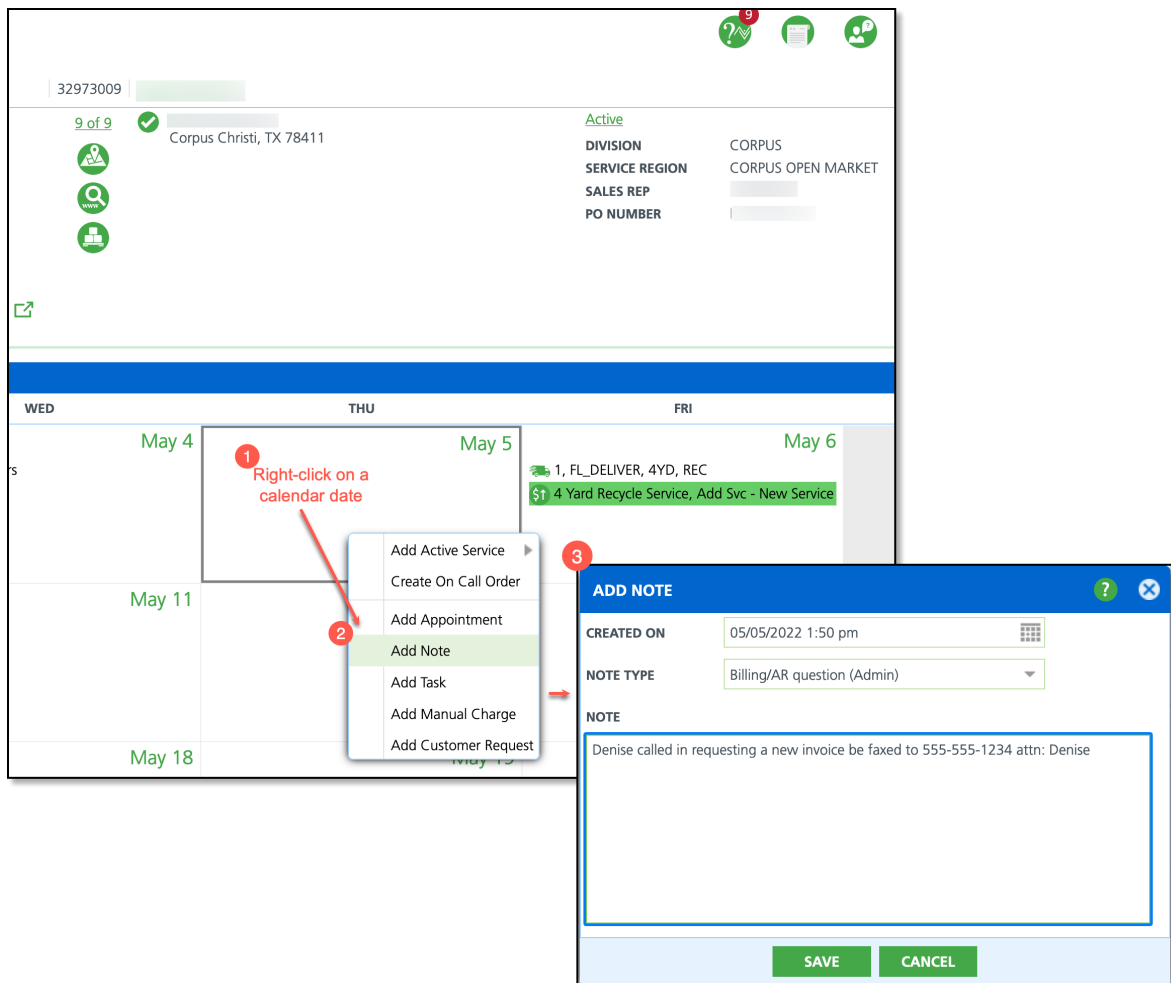 9
32973009
9 of 9
Corpus Christi, TX 78411
www
Active
DIVISION CORPUS
SERVICE REGION CORPUS OPEN MARKET
SALES REP
PO NUMBER
WED THU FRI
May 4 May 5 May 6
rs
1
Right-click on a
calendar date
1, FL_DELIVER, 4YD, REC
4 Yard Recycle Service, Add Svc - New Service
Add Active Service
Create On Call Order
Add Appointment
2
Add Note
Add Task
Add Manual Charge
Add Customer Request
May 11
May 18 May 19
3
ADD NOTE
?
CREATED ON 05/05/2022 1:50 pm
NOTE TYPE Billing/AR question (Admin)
NOTE
Denise called in requesting a new invoice be faxed to 555-555-1234 attn: Denise
SAVE CANCEL